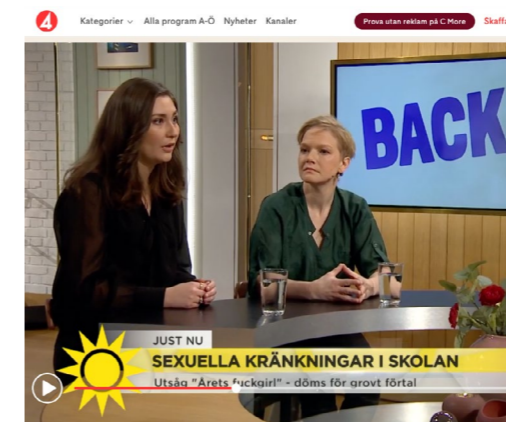 4 Kategorier Alla program A-Ö Nyheter Kanaler Prova utan reklam på C More Skaffa
BACK
JUST NU
SEXUELLA KRÄNKNINGAR I SKOLAN
Utsåg "Årets fuckgirl" - döms för grovt förtal